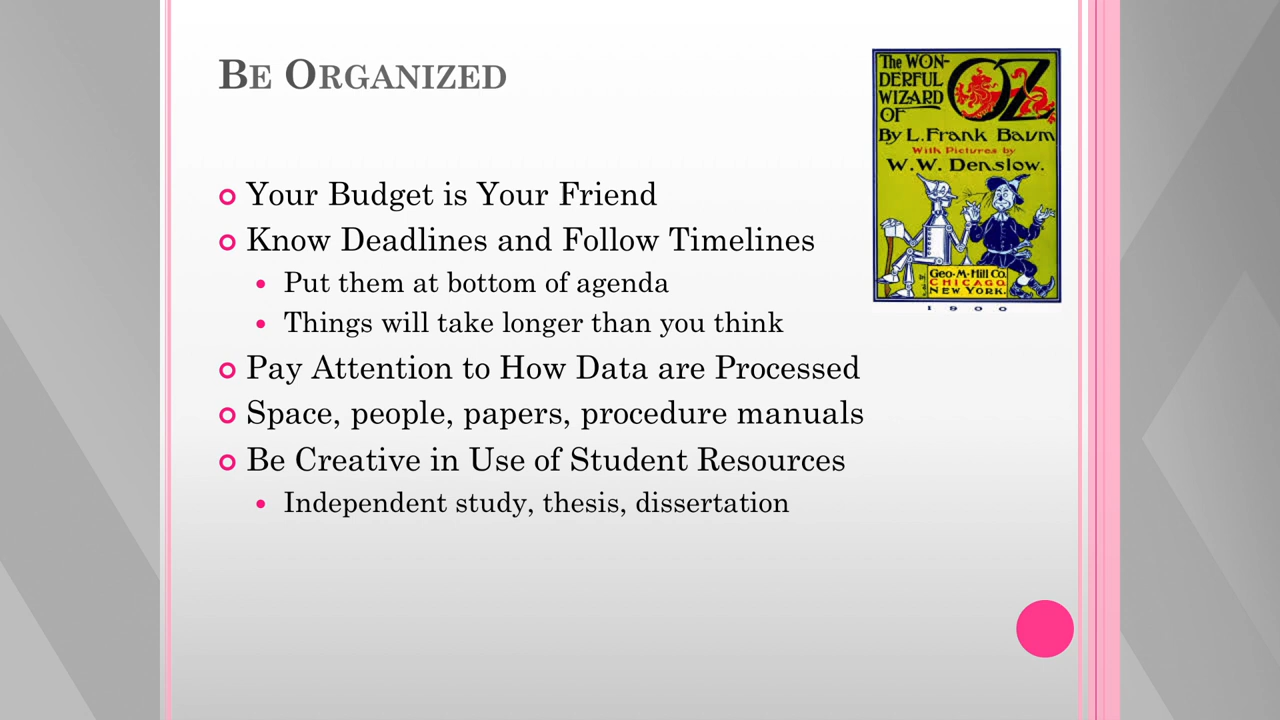 Be Organized
Your Budget is Your Friend
Know Deadlines and Follow Timelines
Put them at bottom of agenda
Things will take longer than you think
Pay Attention to How Data are Processed
Space, people, papers, procedure manuals
Be Creative in Use of Student Resources
Independent study, thesis, dissertation
The WON-
DERFUL
WIZARD
OF
OZ
By L. Frank Baum
With Pictures by
W. W. Denslow.
Geo. M. Hill Co.
CHICAGO
NEW YORK.
1900